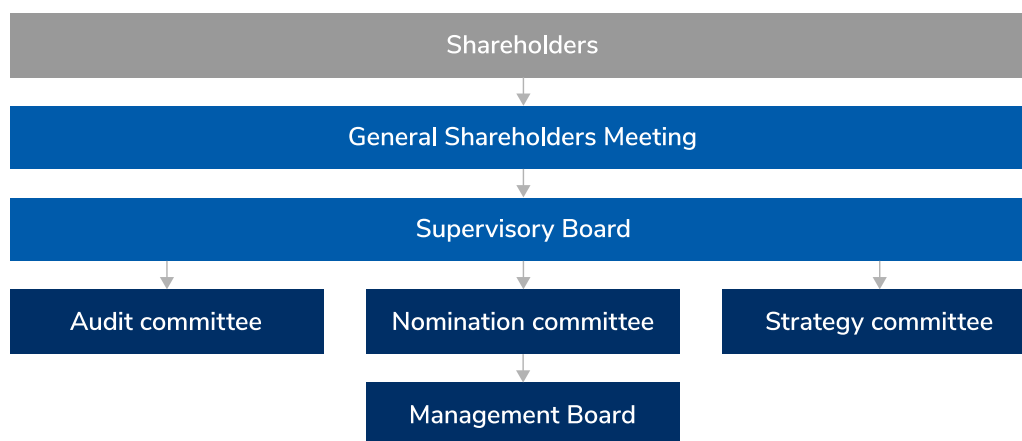 Shareholders
General Shareholders Meeting
Supervisory Board
Audit committee
Nomination committee
Strategy committee
Management Board